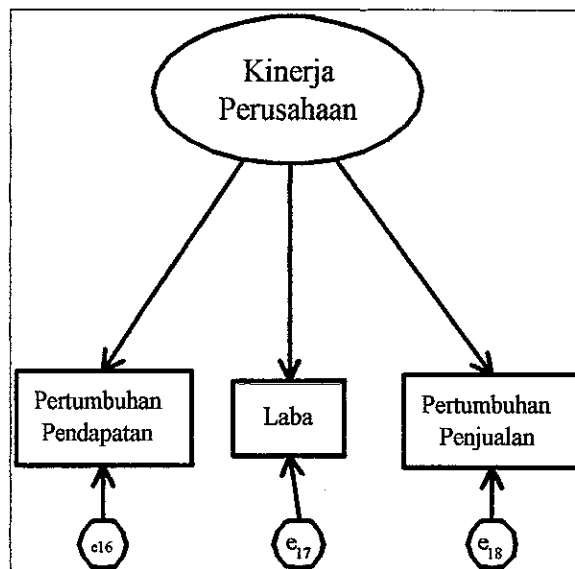 Kinerja
Perusahaan
Pertumbuhan
Pendapatan
Laba
Pertumbuhan
Penjualan
e16
e17
e18